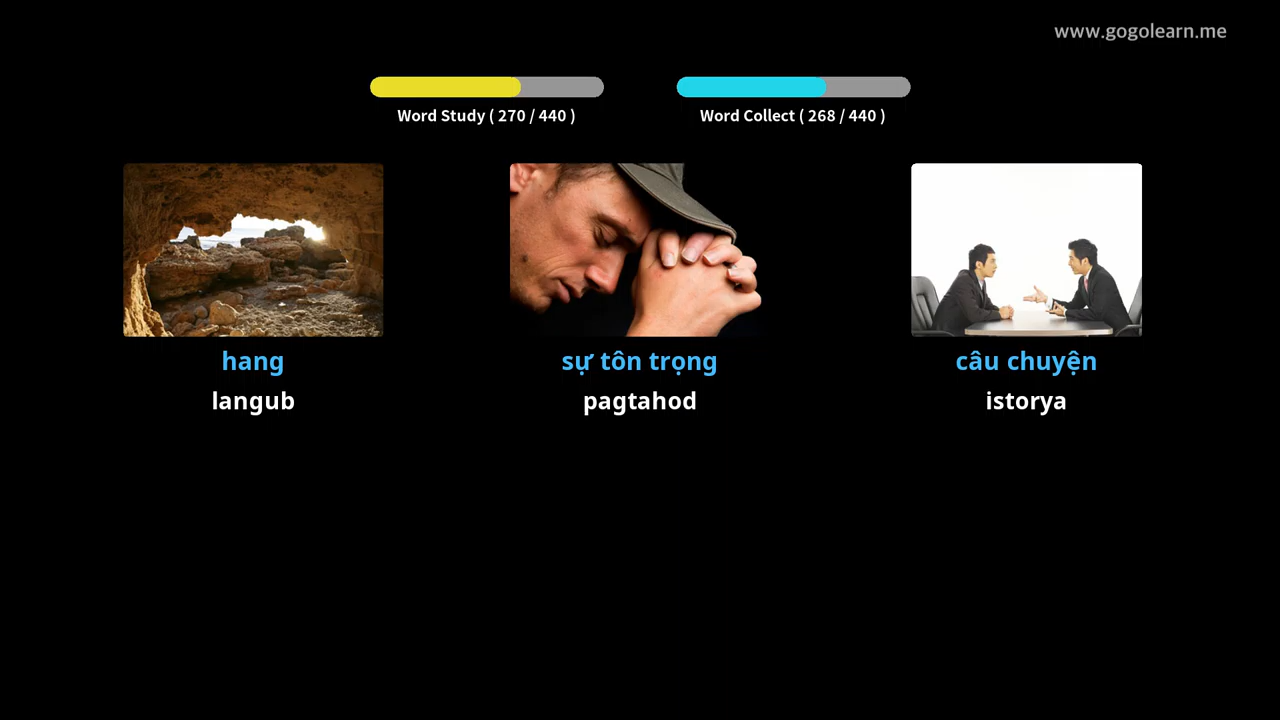 www.gogolearn.me
Word Study ( 270 / 440 )
Word Collect ( 268 / 440 )
hang
langub
sự tôn trọng
pagtahod
câu chuyện
istorya